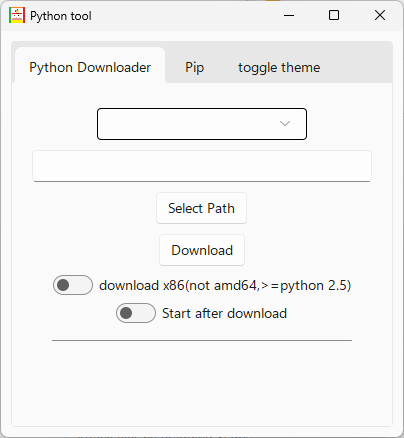 Python tool
Python Downloader Pip toggle theme
Select Path
Download
download x86(not amd64,>=python 2.5)
Start after download